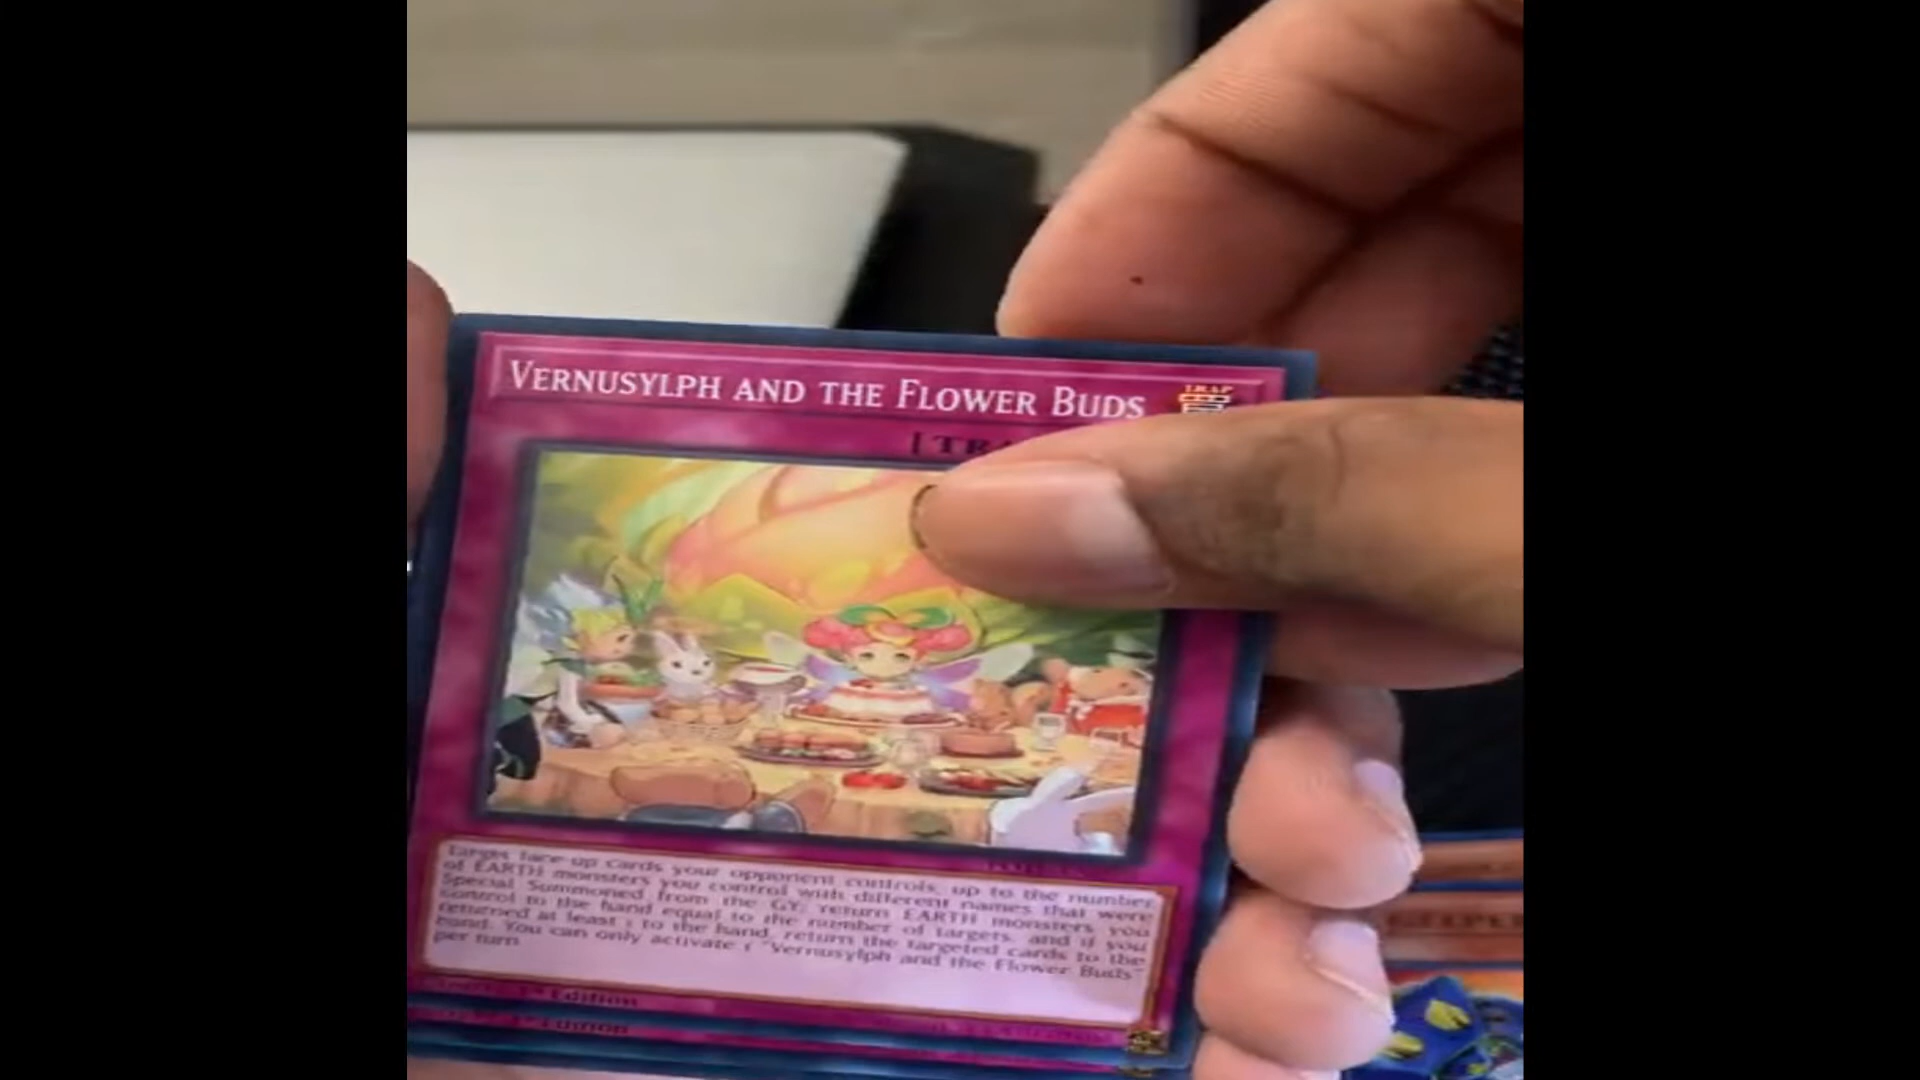 VERNUSYLPH AND THE FLOWER BUDS
TRAP
[TRA
Target face-up cards your opponent controls, up to the number
of EARTH monsters you control with different names that were
Special Summoned from the GY; return EARTH monsters you
control to the hand equal to the number of targets, and if you
returned at least 1 to the hand, return the targeted cards to the
hand. You can only activate 1 "Vernusylph and the Flower Buds"
per turn.
1st Edition
1st Edition